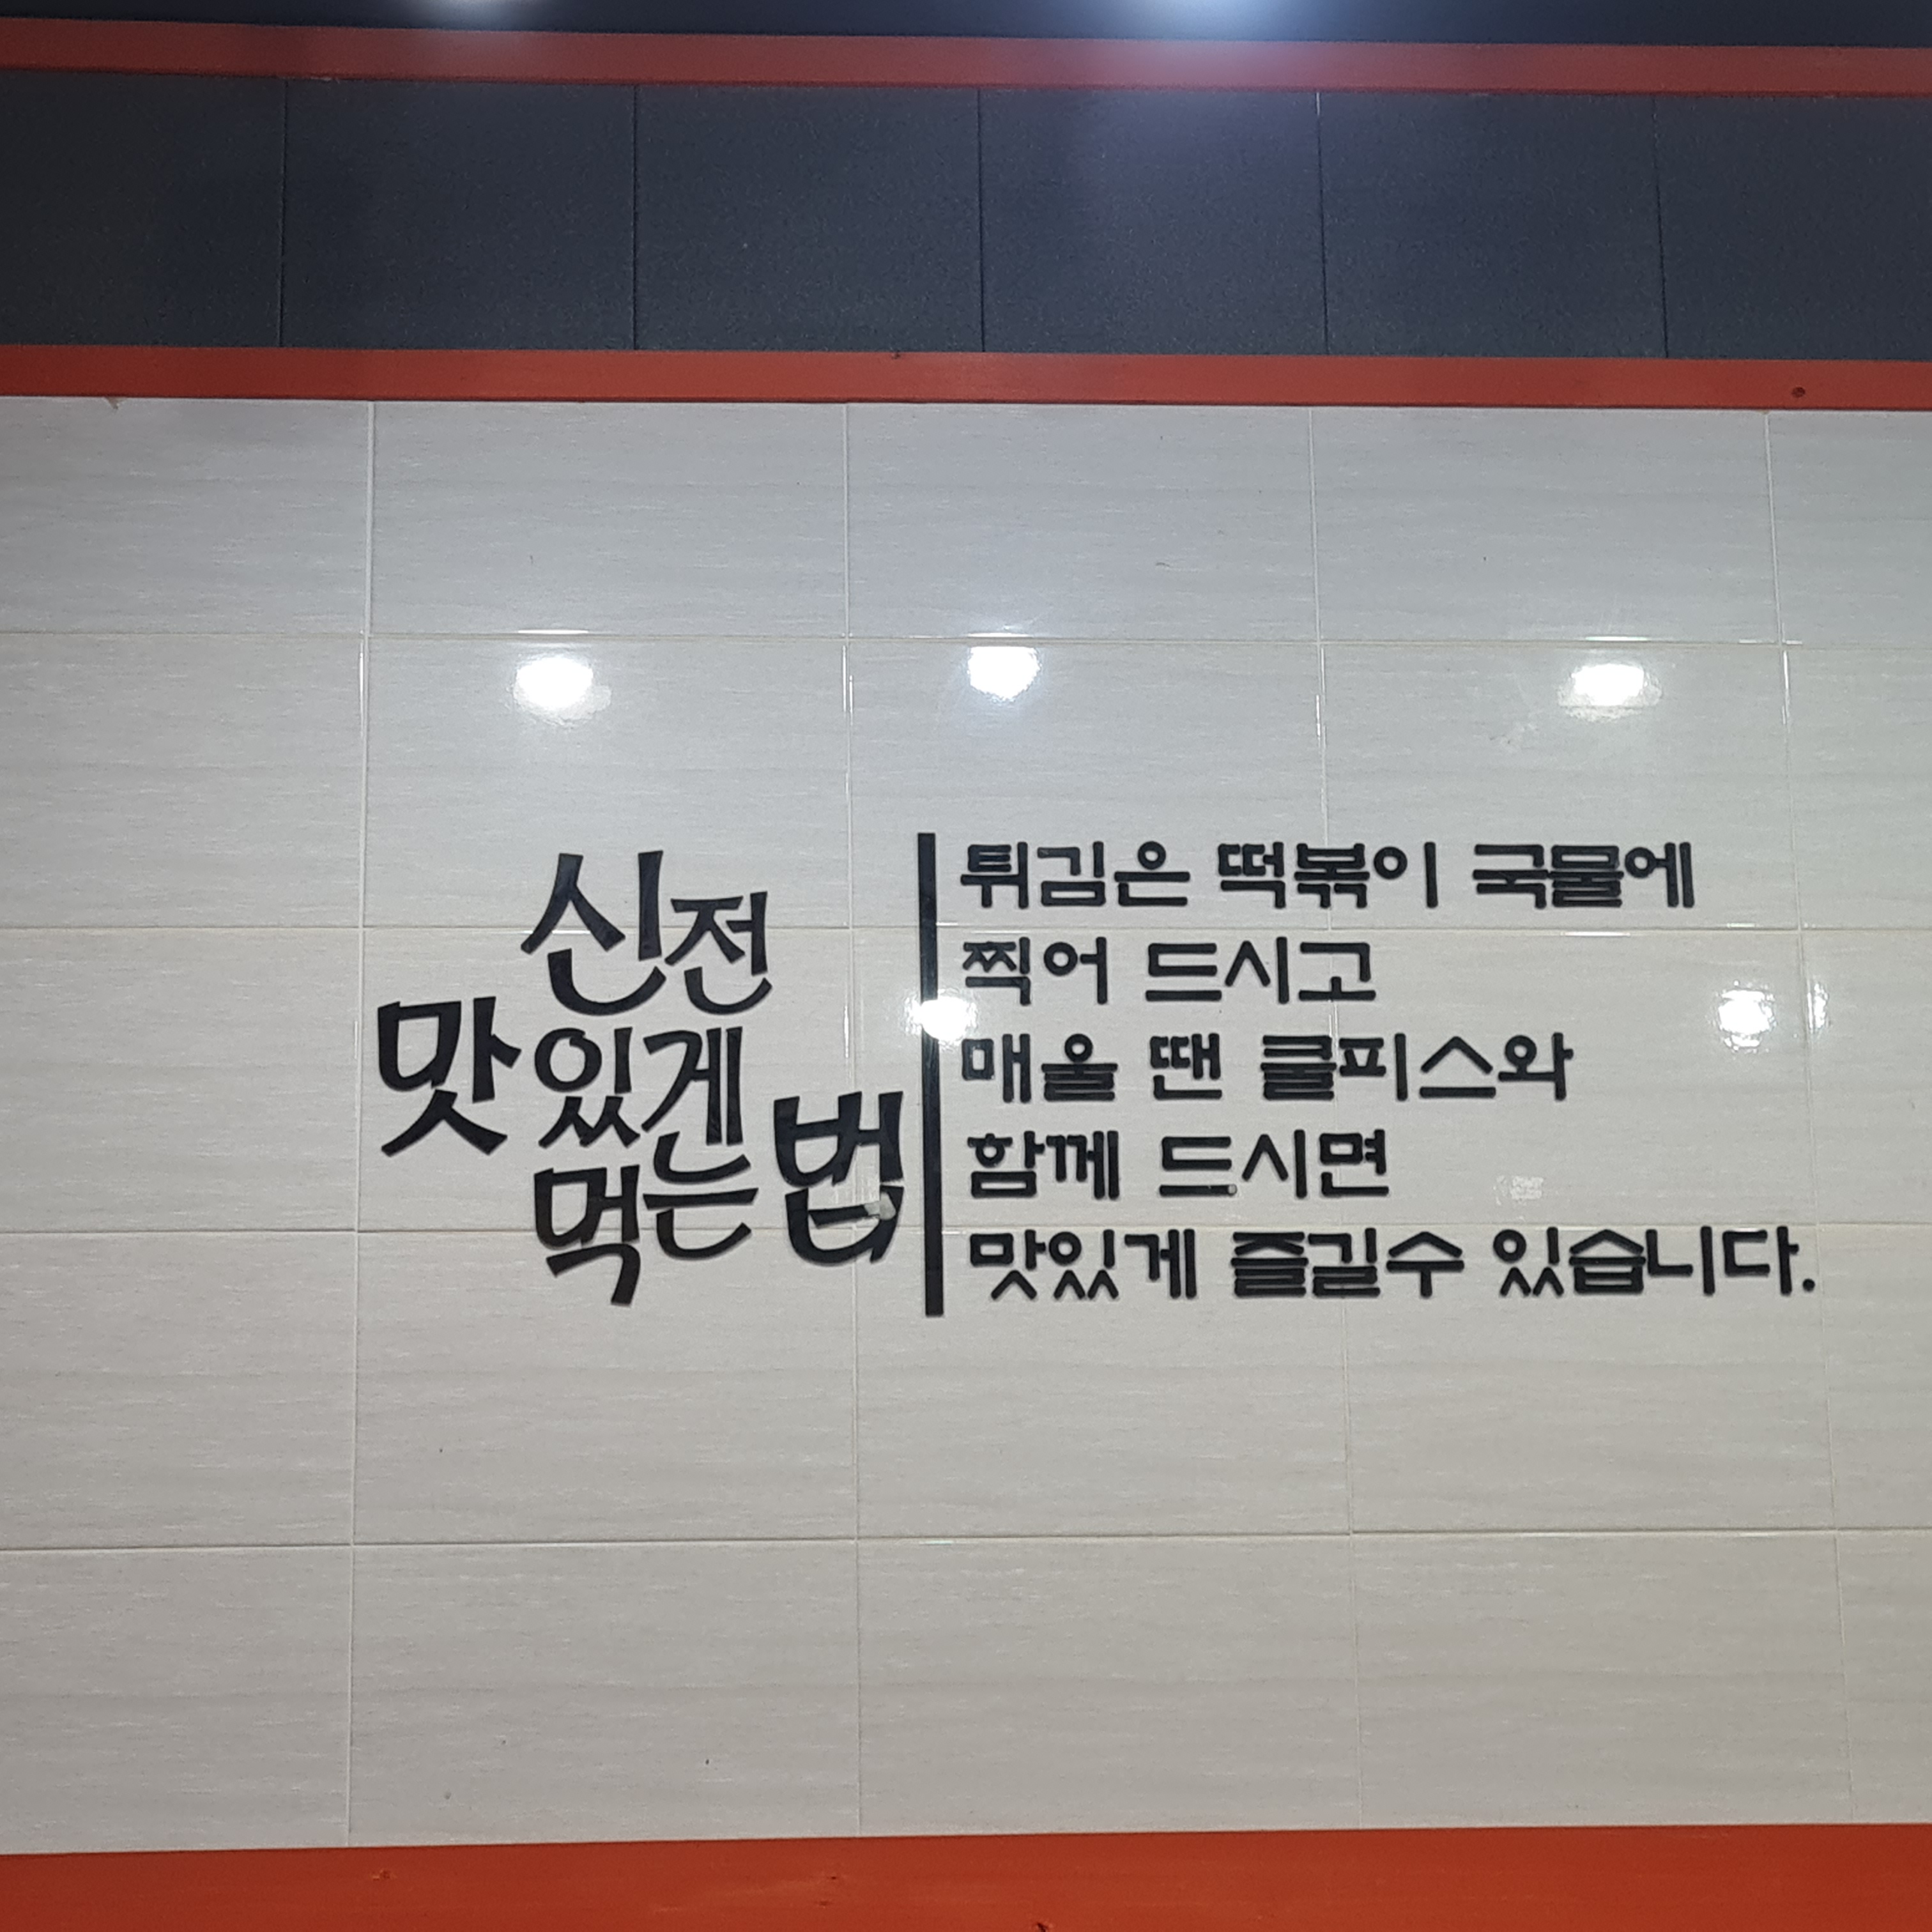 신전
맛있게
먹는 법
튀김은 떡볶이 국물에
찍어 드시고
매울 땐 쿨피스와
함께 드시면
맛있게 즐길수 있습니다.